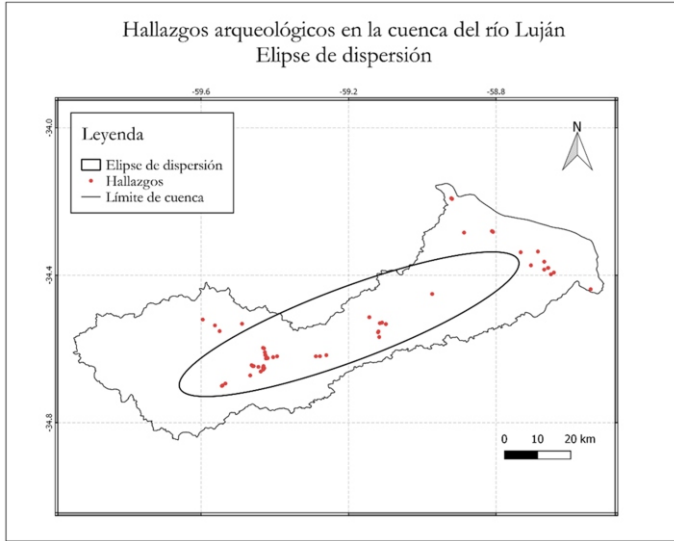 Hallazgos arqueológicos en la cuenca del río Luján
Elipse de dispersión
-59.6
-59.2
-58.8
-34.0
-34.4
-34.8
Leyenda
Elipse de dispersión
Hallazgos
Límite de cuenca
N
0 10 20 km